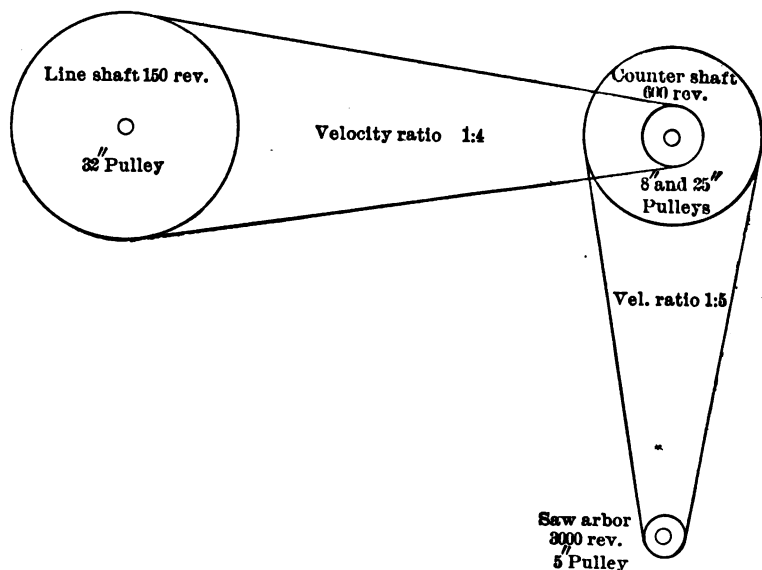 Line shaft 150 rev.
32" Pulley
Velocity ratio 1:4
Counter shaft
600 rev.
8" and 25"
Pulleys
Vel. ratio 1:5
Saw arbor
3000 rev.
5" Pulley